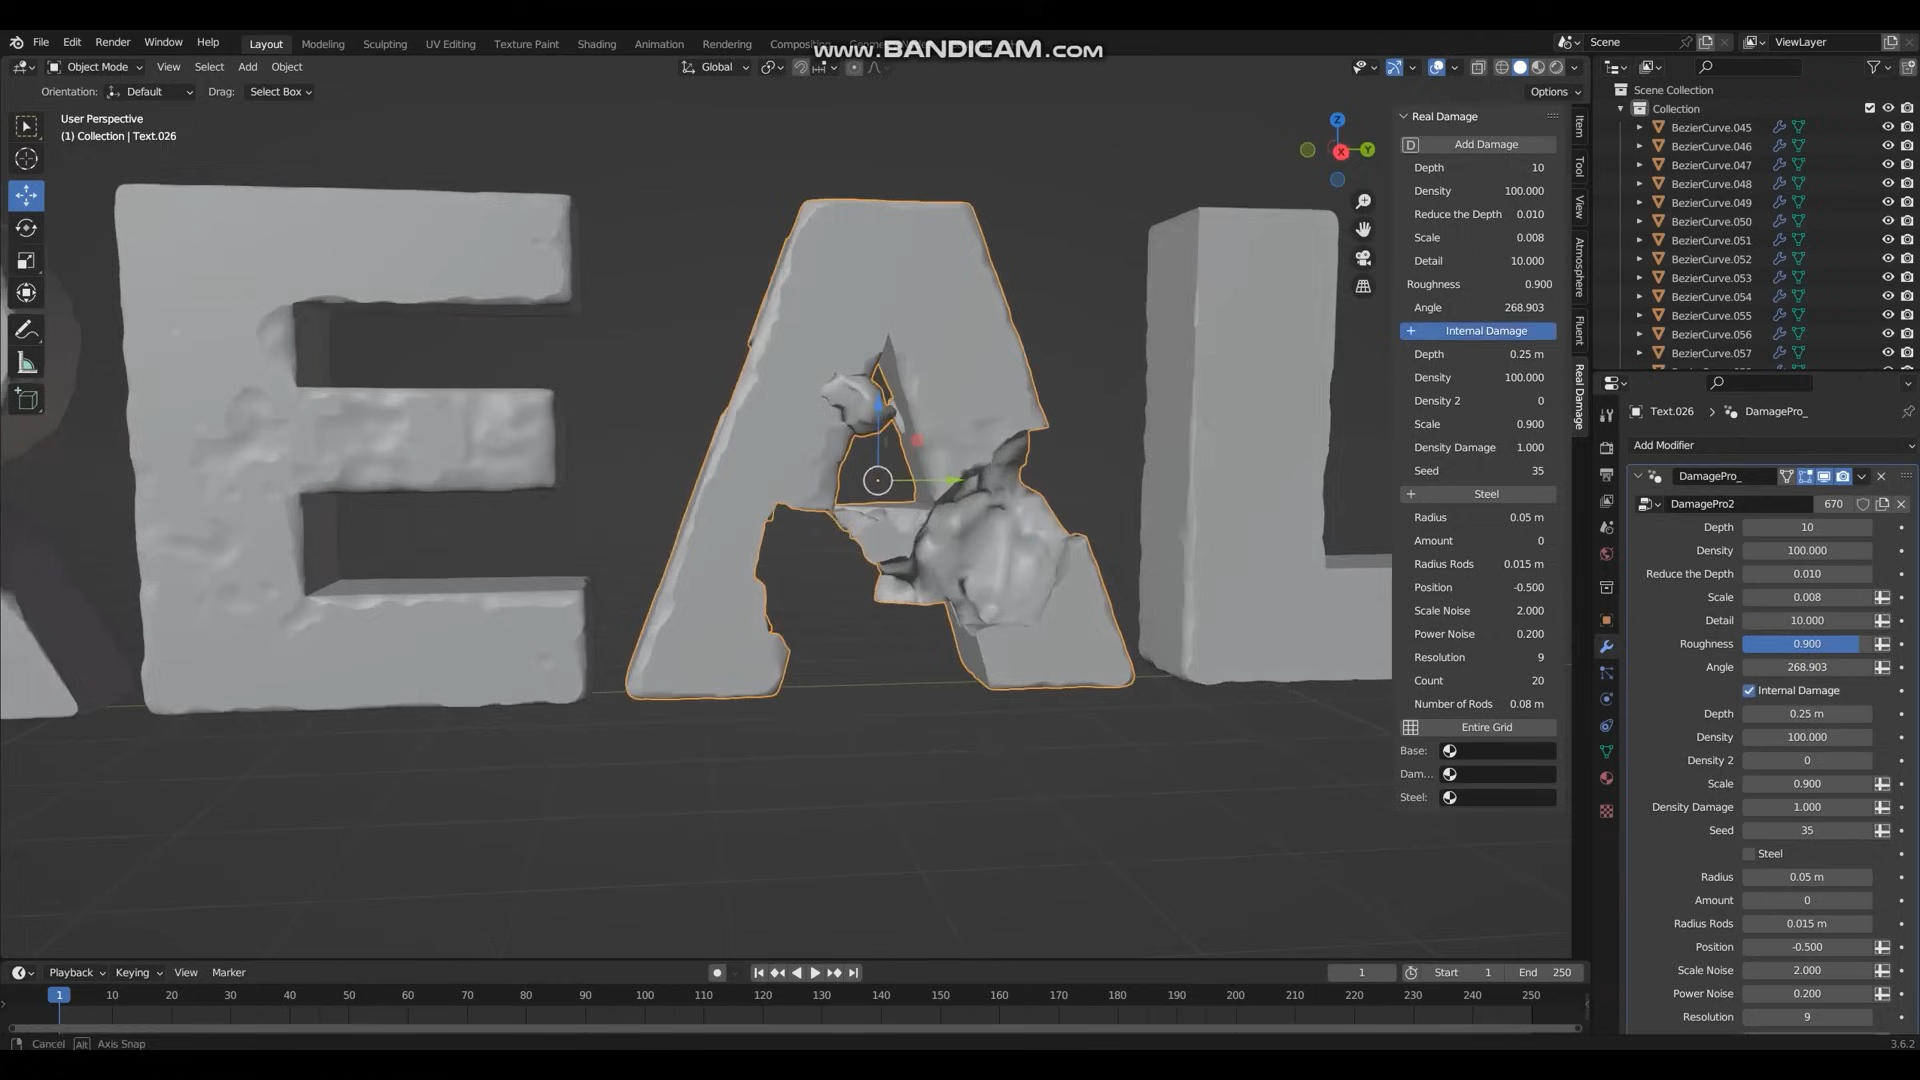 File Edit Render Window Help Layout Modeling Sculpting UV Editing Texture Paint Shading Animation Rendering
www.BANDICAM.com
Scene ViewLayer
Object Mode View Select Add Object Global
Orientation: Default Drag: Select Box Options
User Perspective
(1) Collection | Text.026
Z
X
Y
Real Damage
D Add Damage
Depth 10
Density 100.000
Reduce the Depth 0.010
Scale 0.008
Detail 10.000
Roughness 0.900
Angle 268.903
Internal Damage
Depth 0.25 m
Density 100.000
Density 2 0
Scale 0.900
Density Damage 1.000
Seed 35
Steel
Radius 0.05 m
Amount 0
Radius Rods 0.015 m
Position -0.500
Scale Noise 2.000
Power Noise 0.200
Resolution 9
Count 20
Number of Rods 0.08 m
Entire Grid
Base:
Dam...
Steel:
Item
Tool
View
Atmosphere
Fluent
Real Damage
EAL
Scene Collection
Collection
BezierCurve.045
BezierCurve.046
BezierCurve.047
BezierCurve.048
BezierCurve.049
BezierCurve.050
BezierCurve.051
BezierCurve.052
BezierCurve.053
BezierCurve.054
BezierCurve.055
BezierCurve.056
BezierCurve.057
Text.026 > DamagePro_
Add Modifier
DamagePro_
DamagePro2 670
Depth 10
Density 100.000
Reduce the Depth 0.010
Scale 0.008
Detail 10.000
Roughness 0.900
Angle 268.903
Internal Damage
Depth 0.25 m
Density 100.000
Density 2 0
Scale 0.900
Density Damage 1.000
Seed 35
Steel
Radius 0.05 m
Amount 0
Radius Rods 0.015 m
Position -0.500
Scale Noise 2.000
Power Noise 0.200
Resolution 9
Playback Keying View Marker 1 Start 1 End 250
1 10 20 30 40 50 60 70 80 90 100 110 120 130 140 150 160 170 180 190 200 210 220 230 240 250
Cancel Alt Axis Snap 3.6.2